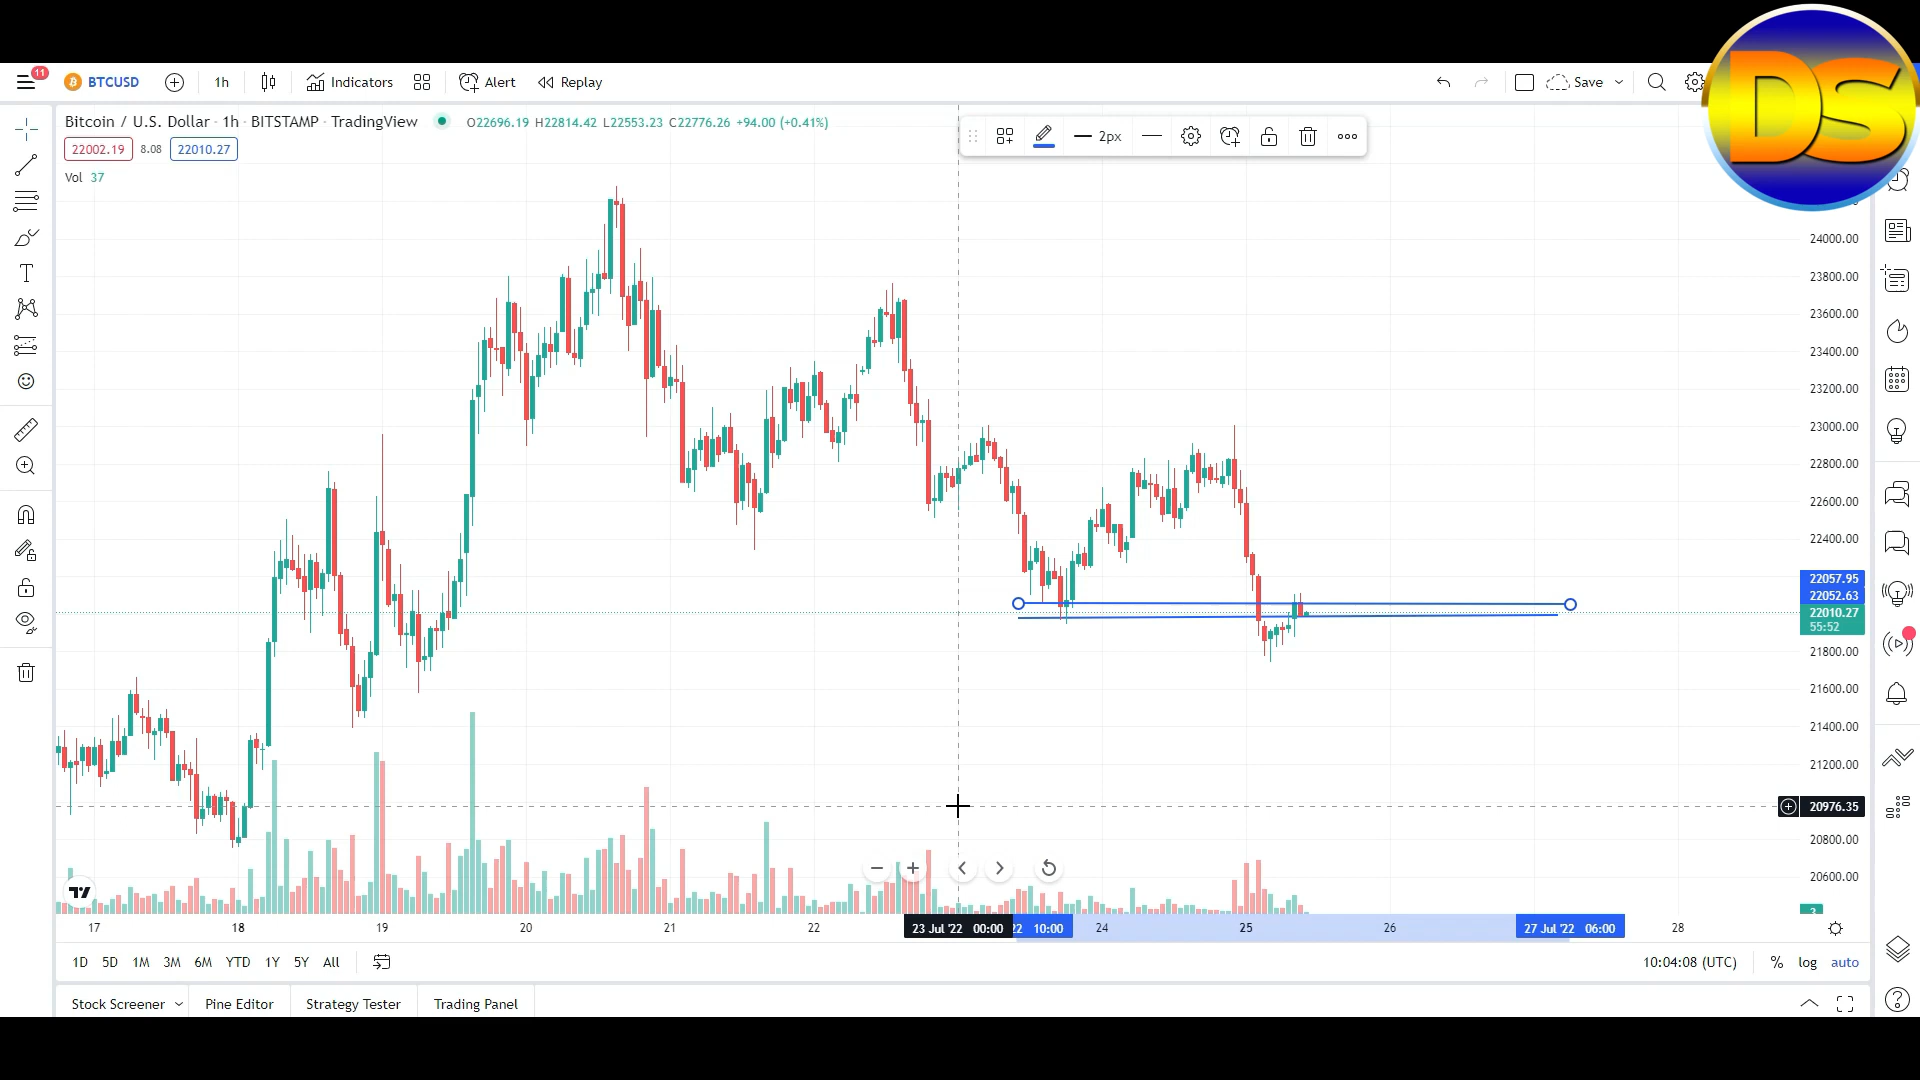 DS
11
BTCUSD
1h
Indicators
Alert
Replay
Save
Bitcoin / U.S. Dollar · 1h · BITSTAMP · TradingView
O22696.19 H22814.42 L22553.23 C22776.26 +94.00 (+0.41%)
2px
22002.19
8.08
22010.27
Vol 37
24000.00
23800.00
23600.00
23400.00
23200.00
23000.00
22800.00
22600.00
22400.00
22057.95
22052.63
22010.27
55:52
21800.00
21600.00
21400.00
21200.00
20976.35
20800.00
20600.00
17
18
19
20
21
22
23 Jul '22 00:00
22 10:00
24
25
26
27 Jul '22 06:00
28
1D
5D
1M
3M
6M
YTD
1Y
5Y
All
10:04:08 (UTC)
%
log
auto
Stock Screener
Pine Editor
Strategy Tester
Trading Panel